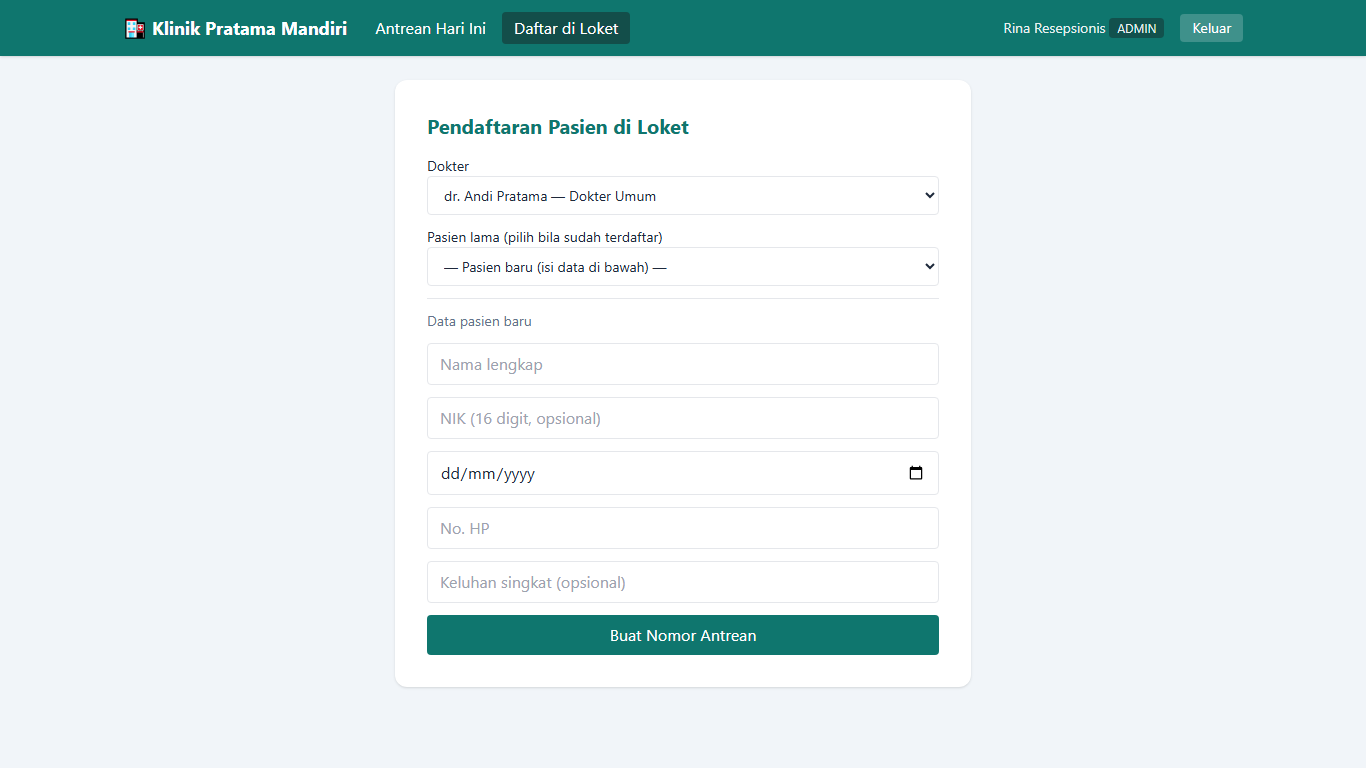 Klinik Pratama Mandiri
Antrean Hari Ini
Daftar di Loket
Rina Resepsionis ADMIN
Keluar
Pendaftaran Pasien di Loket
Dokter
dr. Andi Pratama — Dokter Umum
Pasien lama (pilih bila sudah terdaftar)
— Pasien baru (isi data di bawah) —
Data pasien baru
Nama lengkap
NIK (16 digit, opsional)
dd/mm/yyyy
No. HP
Keluhan singkat (opsional)
Buat Nomor Antrean